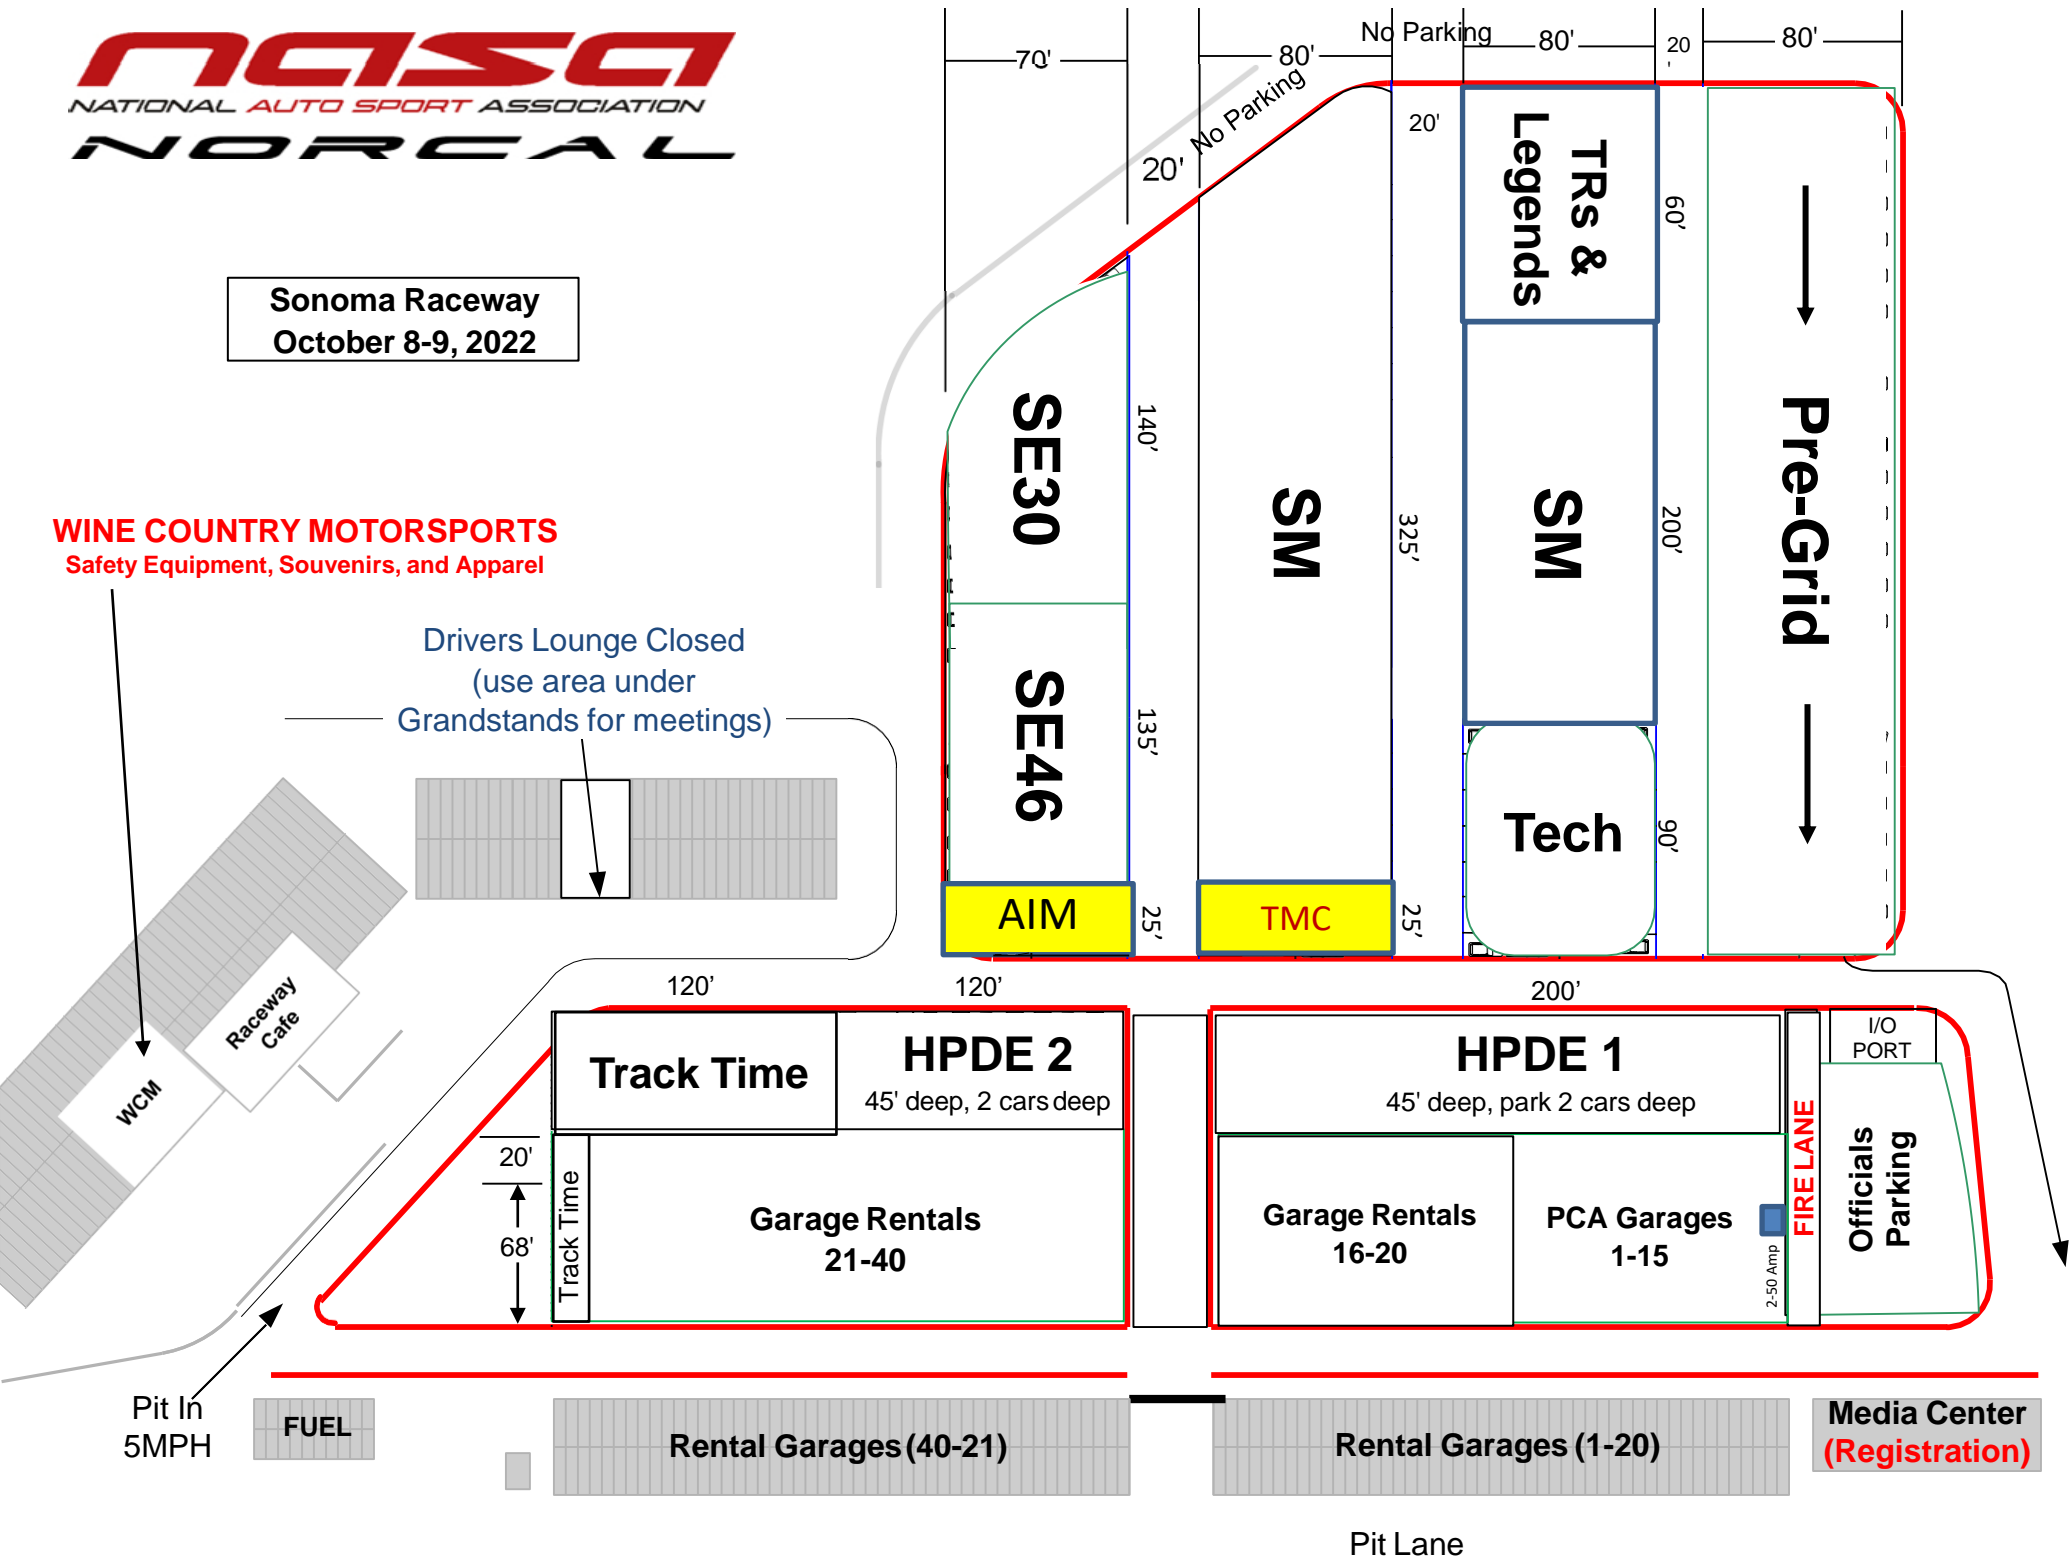 nasa
NATIONAL AUTO SPORT ASSOCIATION
NORCAL
Sonoma Raceway
October 8-9, 2022
70'
80'
No Parking
80'
20
'
80'
No Parking
20'
20'
TRs &
Legends
60'
SE30
140'
SM
325'
SM
200'
Pre-Grid
WINE COUNTRY MOTORSPORTS
Safety Equipment, Souvenirs, and Apparel
Drivers Lounge Closed
(use area under
Grandstands for meetings)
SE46
135'
Tech
90'
AIM
25'
TMC
25'
Raceway
Cafe
WCM
120'
120'
200'
Track Time
HPDE 2
45' deep, 2 cars deep
HPDE 1
45' deep, park 2 cars deep
I/O
PORT
FIRE LANE
Officials
Parking
20'
68'
Track Time
Garage Rentals
21-40
Garage Rentals
16-20
PCA Garages
1-15
2-50 Amp
Pit In
5MPH
FUEL
Rental Garages (40-21)
Rental Garages (1-20)
Media Center
(Registration)
Pit Lane